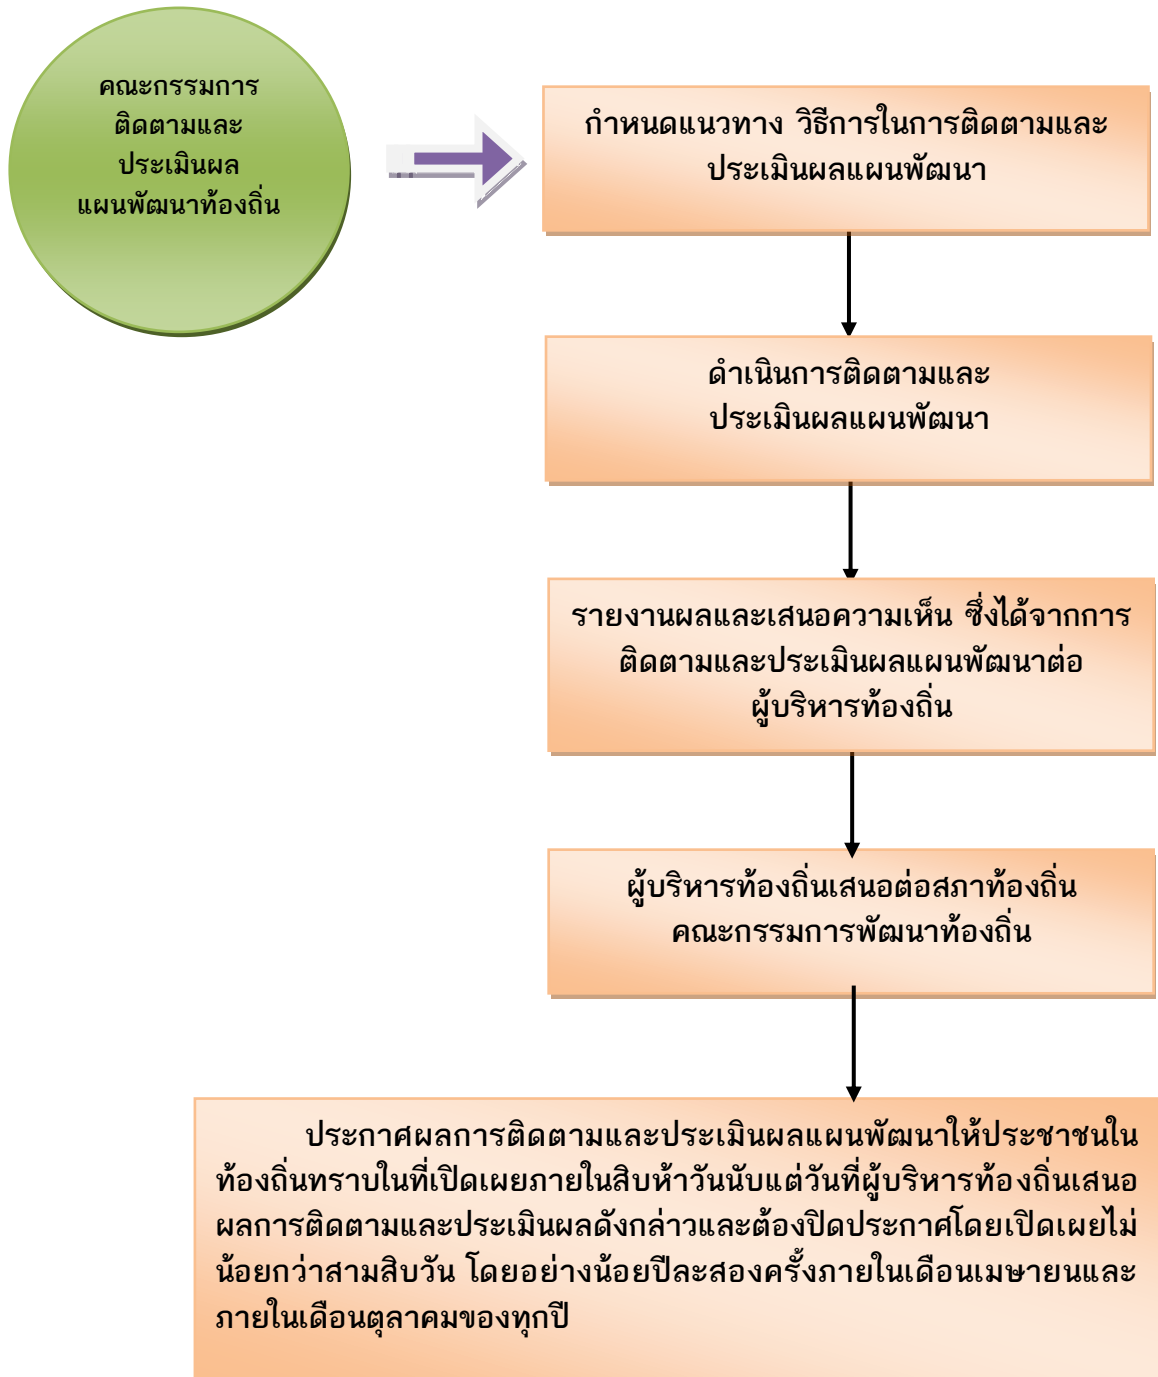 คณะกรรมการ
ติดตามและ
ประเมินผล
แผนพัฒนาท้องถิ่น
กำหนดแนวทาง วิธีการในการติดตามและ
ประเมินผลแผนพัฒนา
ดำเนินการติดตามและ
ประเมินผลแผนพัฒนา
รายงานผลและเสนอความเห็น ซึ่งได้จากการ
ติดตามและประเมินผลแผนพัฒนาต่อ
ผู้บริหารท้องถิ่น
ผู้บริหารท้องถิ่นเสนอต่อสภาท้องถิ่น
คณะกรรมการพัฒนาท้องถิ่น
ประกาศผลการติดตามและประเมินผลแผนพัฒนาให้ประชาชนใน
ท้องถิ่นทราบในที่เปิดเผยภายในสิบห้าวันนับแต่วันที่ผู้บริหารท้องถิ่นเสนอ
ผลการติดตามและประเมินผลดังกล่าวและต้องปิดประกาศโดยเปิดเผยไม่
น้อยกว่าสามสิบวัน โดยอย่างน้อยปีละสองครั้งภายในเดือนเมษายนและ
ภายในเดือนตุลาคมของทุกปี